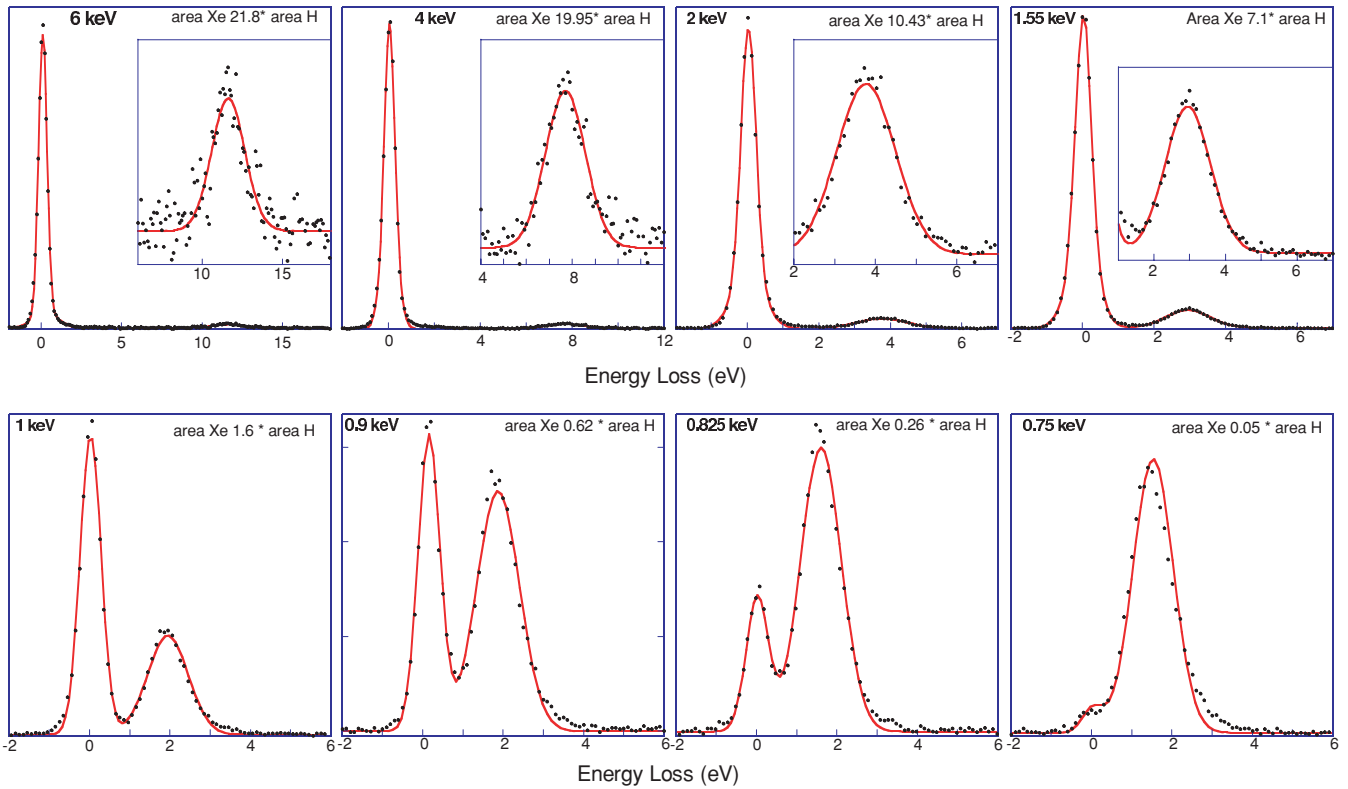 6 keV area Xe 21.8* area H
10 15
0 5 10 15
4 keV area Xe 19.95* area H
4 8
0 4 8 12
2 keV area Xe 10.43* area H
2 4 6
0 2 4 6
1.55 keV Area Xe 7.1* area H
2 4 6
-2 0 2 4 6
Energy Loss (eV)
1 keV area Xe 1.6 * area H
-2 0 2 4 6
0.9 keV area Xe 0.62 * area H
-2 0 2 4 6
0.825 keV area Xe 0.26 * area H
-2 0 2 4 6
0.75 keV area Xe 0.05 * area H
-2 0 2 4 6
Energy Loss (eV)